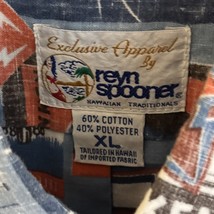 Exclusive Apparel
By
reyn
spooner
HAWAIIAN TRADITIONALS
60% COTTON
40% POLYESTER
XL
TAILORED IN HAWAII
OF IMPORTED FABRIC